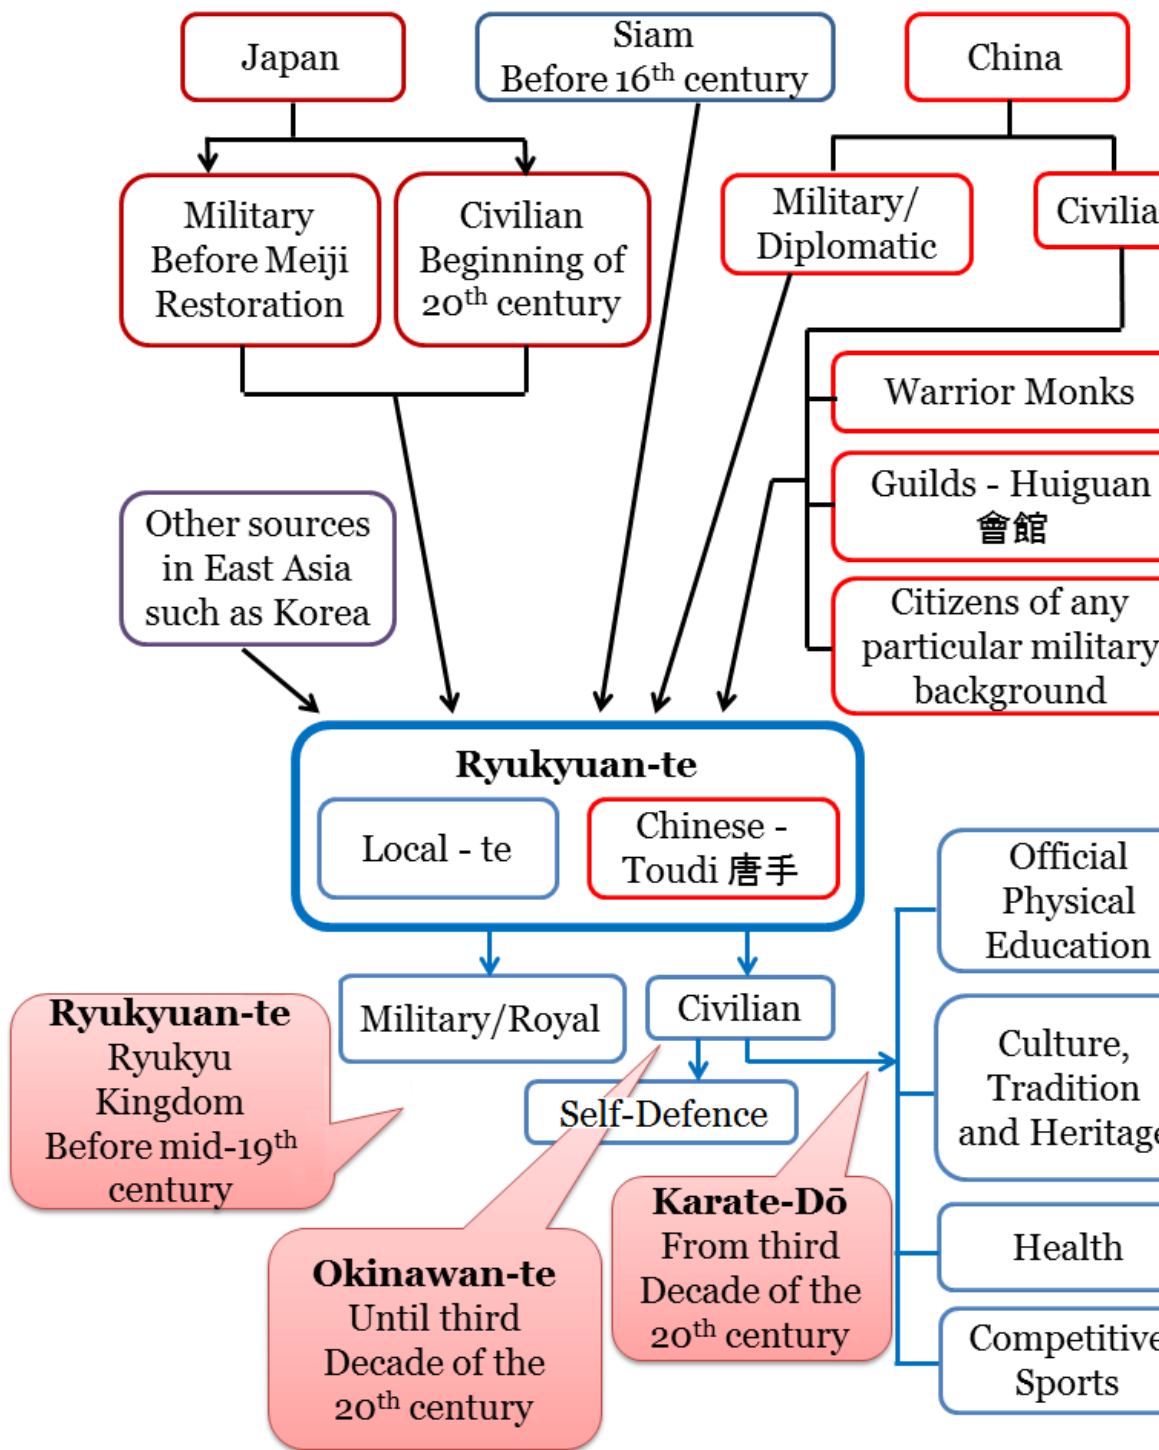 Japan
Siam
Before 16th century
China
Military
Before Meiji
Restoration
Civilian
Beginning of
20th century
Military/
Diplomatic
Civilia
Warrior Monks
Guilds - Huiguan
會館
Citizens of any
particular military
background
Other sources
in East Asia
such as Korea
Ryukyuan-te
Local - te
Chinese -
Toudi 唐手
Military/Royal
Civilian
Self-Defence
Official
Physical
Education
Culture,
Tradition
and Heritage
Health
Competitive
Sports
Ryukyuan-te
Ryukyu
Kingdom
Before mid-19th
century
Okinawan-te
Until third
Decade of the
20th century
Karate-Dō
From third
Decade of the
20th century